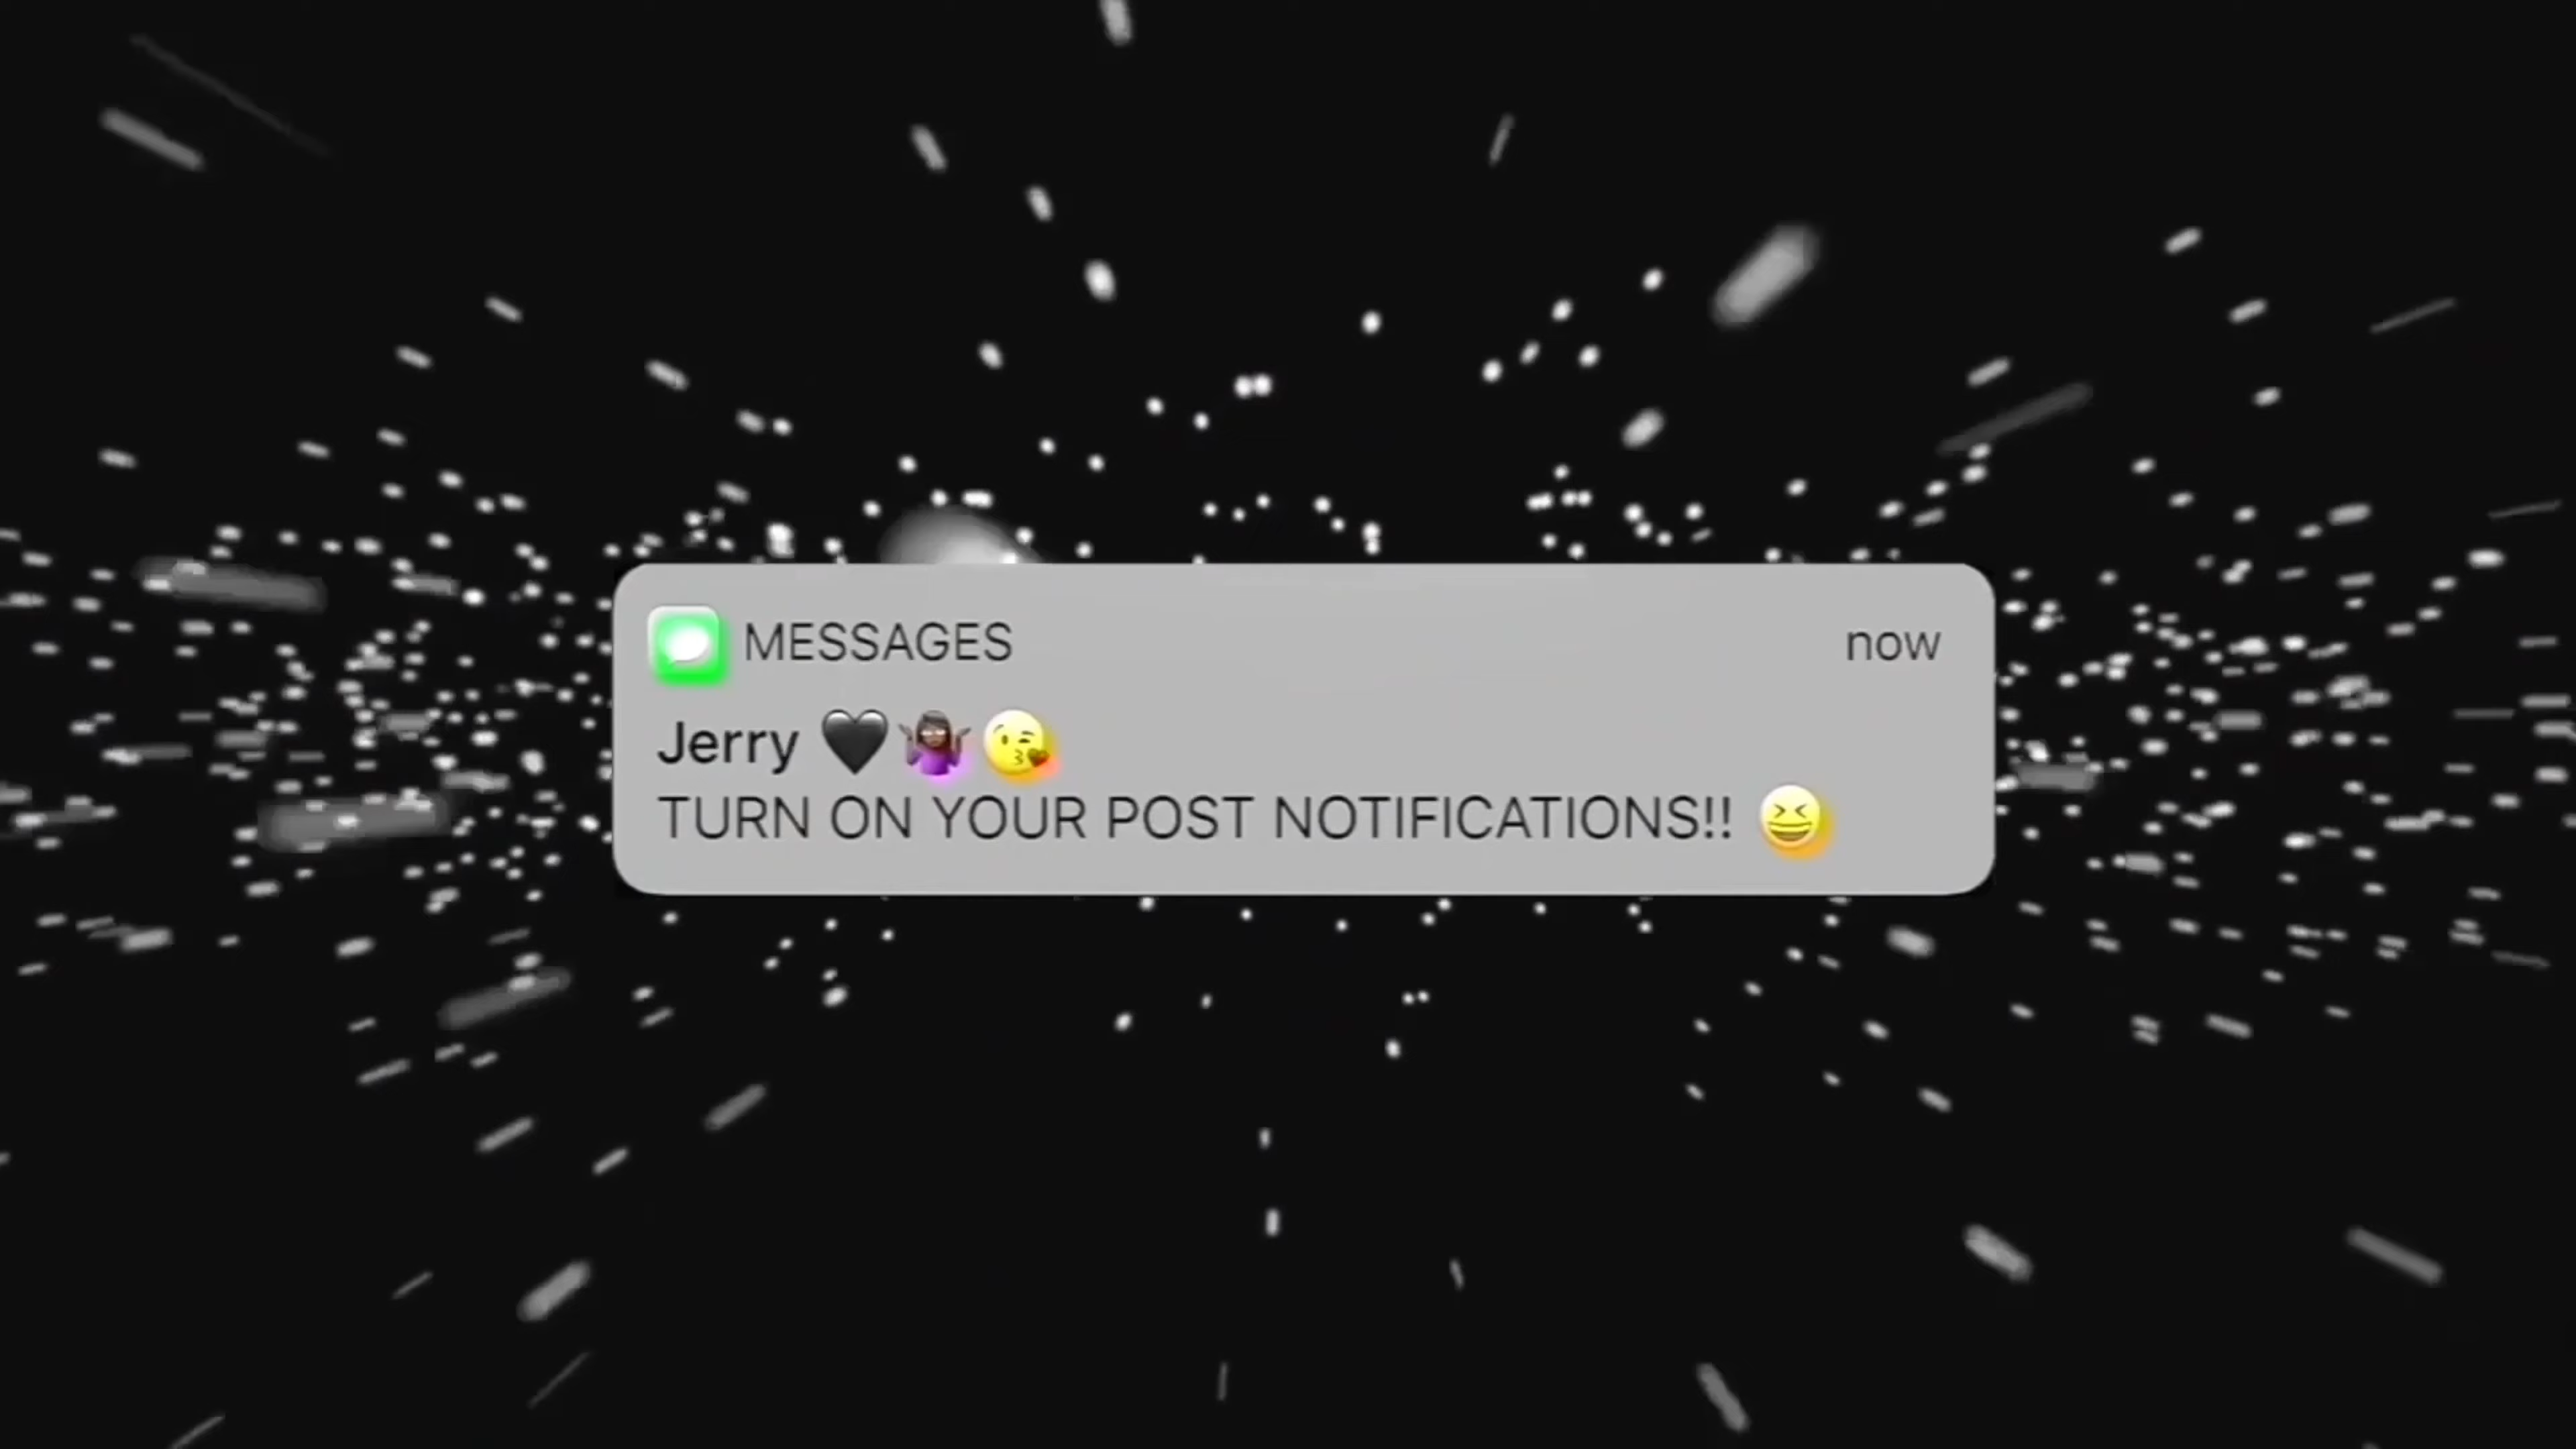 MESSAGES now
Jerry 🖤🤷🏾‍♀️😘
TURN ON YOUR POST NOTIFICATIONS!! 😆